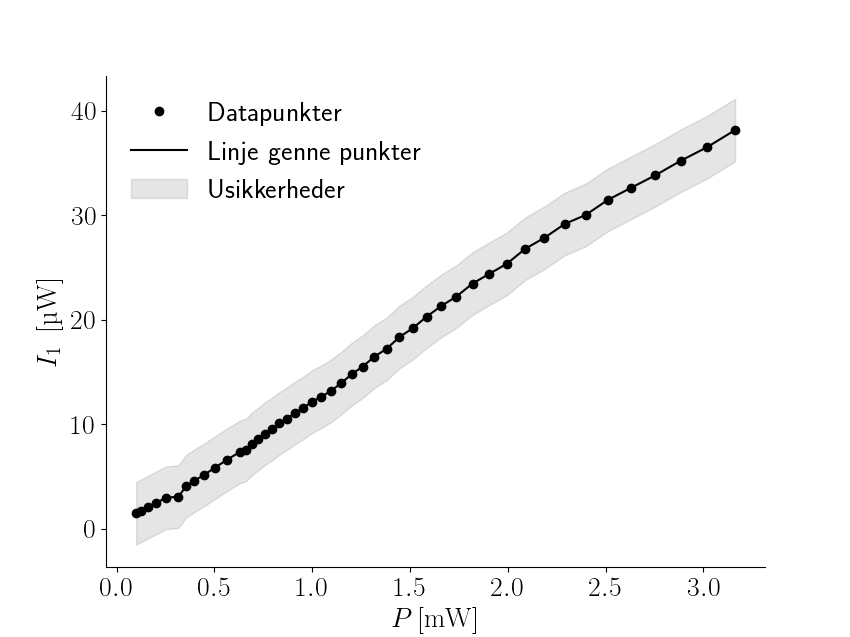 40
30
20
10
0
I₁ [µW]
Datapunkter
Linje genne punkter
Usikkerheder
0.0 0.5 1.0 1.5 2.0 2.5 3.0
P [mW]